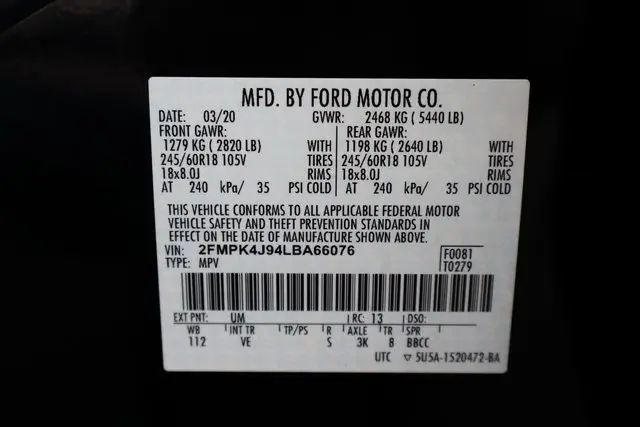 MFD. BY FORD MOTOR CO.
DATE: 03/20 GVWR: 2468 KG ( 5440 LB)
FRONT GAWR: REAR GAWR:
1279 KG ( 2820 LB) 1198 KG ( 2640 LB)
245/60R18 105V TIRES 245/60R18 105V TIRES
18x8.0J RIMS 18x8.0J RIMS
AT 240 kPa/ 35 PSI COLD AT 240 kPa/ 35 PSI COLD
THIS VEHICLE CONFORMS TO ALL APPLICABLE FEDERAL MOTOR
VEHICLE SAFETY AND THEFT PREVENTION STANDARDS IN
EFFECT ON THE DATE OF MANUFACTURE SHOWN ABOVE.
VIN: 2FMPK4J94LBA66076 F0081
TYPE: MPV T0279
EXT PNT: UM RC: 13 DSO:
WB INT TR TP/PS R AXLE TR SPR
112 VE S 3K 8 BBCC
UTC ▽ 5U5A-1520472-BA